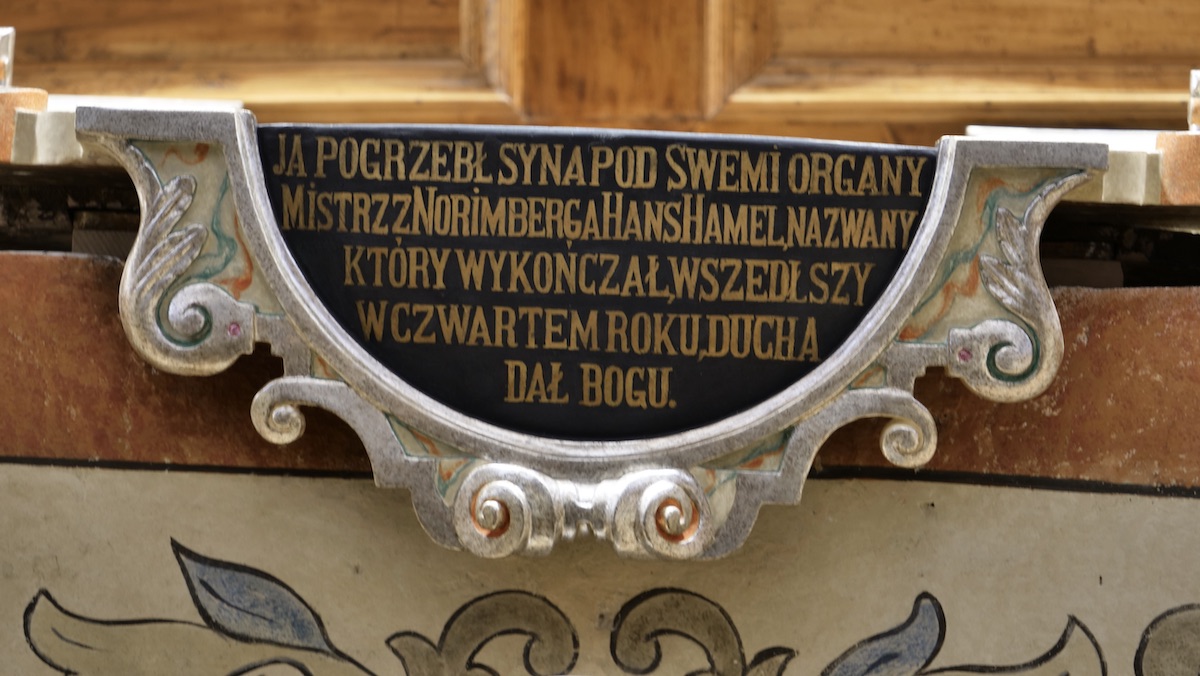 JA POGRZEBŁ SYNA POD SWEMI ORGANY
MISTRZ Z NORIMBERGA HANS HAMEL, NAZWANY
KTÓRY WYKOŃCZAŁ, WSZEDŁSZY
W CZWARTEM ROKU, DUCHA
DAŁ BOGU.